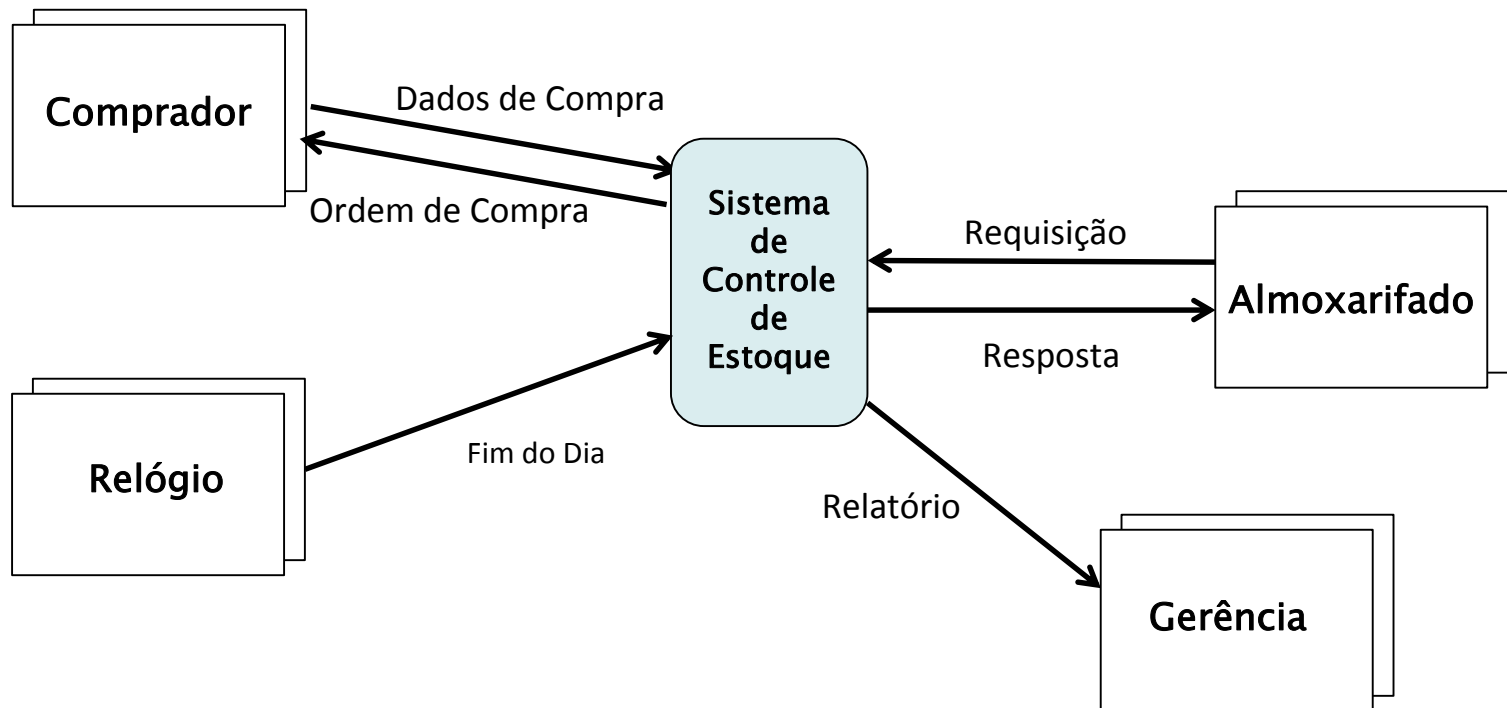 Comprador
Dados de Compra
Ordem de Compra
Sistema
de
Controle
de
Estoque
Requisição
Almoxarifado
Resposta
Relógio
Fim do Dia
Relatório
Gerência